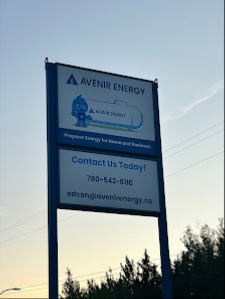 AVENIR ENERGY
AVENIR ENERGY
Propane Energy for Home and Business
Contact Us Today!
780-542-6110
edson@avenirenergy.ca